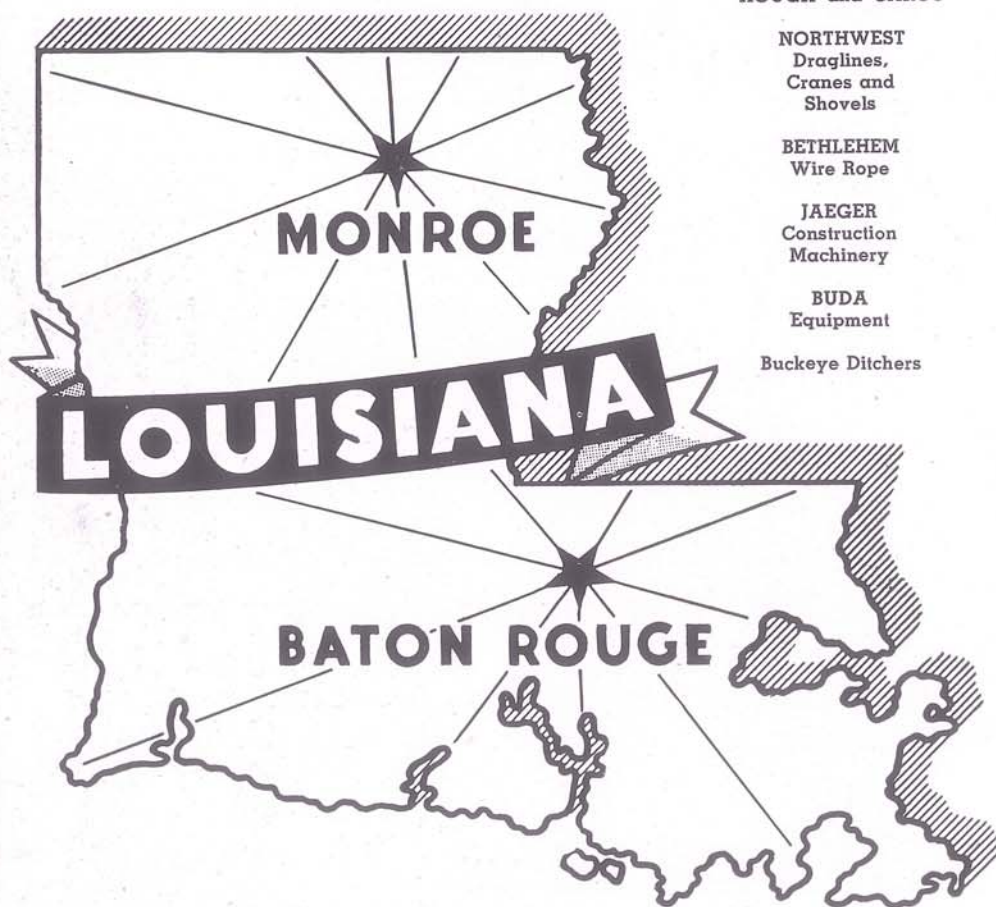 NORTHWEST
Draglines,
Cranes and
Shovels
BETHLEHEM
Wire Rope
JAEGER
Construction
Machinery
BUDA
Equipment
Buckeye Ditchers
MONROE
LOUISIANA
BATON ROUGE